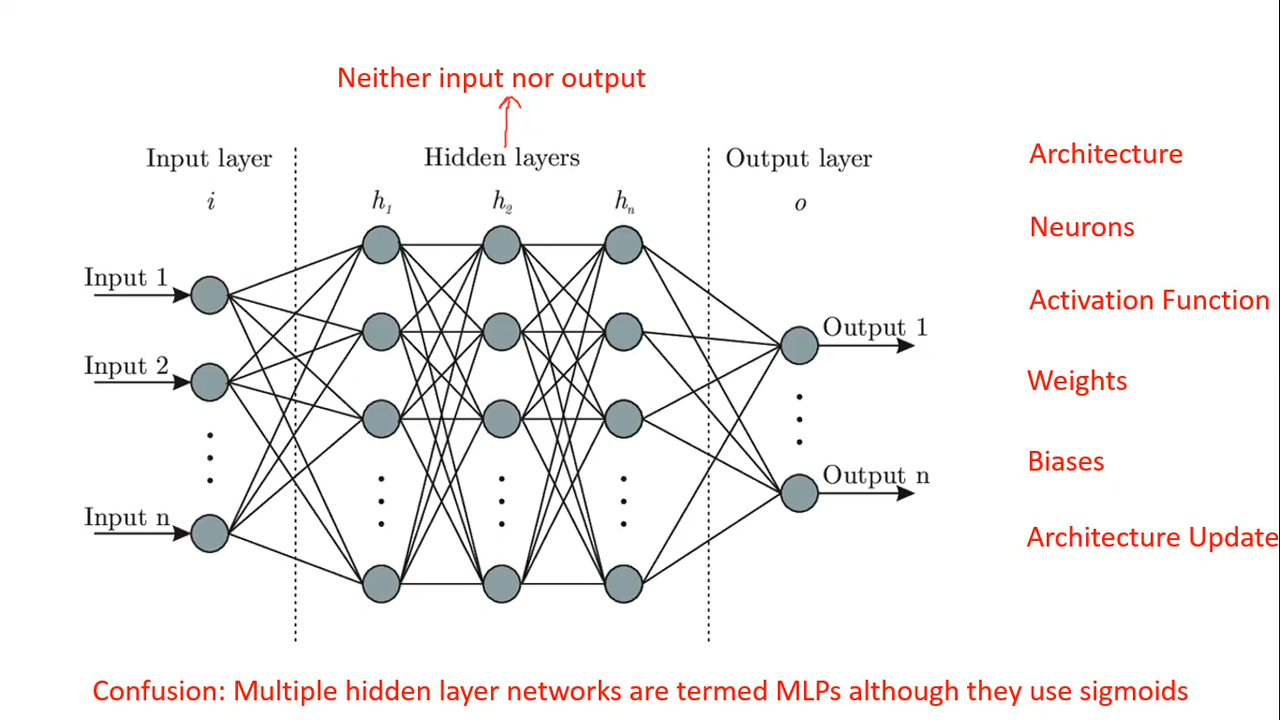 Neither input nor output
Input layer
Hidden layers
Output layer
Architecture
i
h1
h2
hn
o
Neurons
Input 1
Activation Function
Output 1
Input 2
Weights
Biases
Output n
Input n
Architecture Update
Confusion: Multiple hidden layer networks are termed MLPs although they use sigmoids